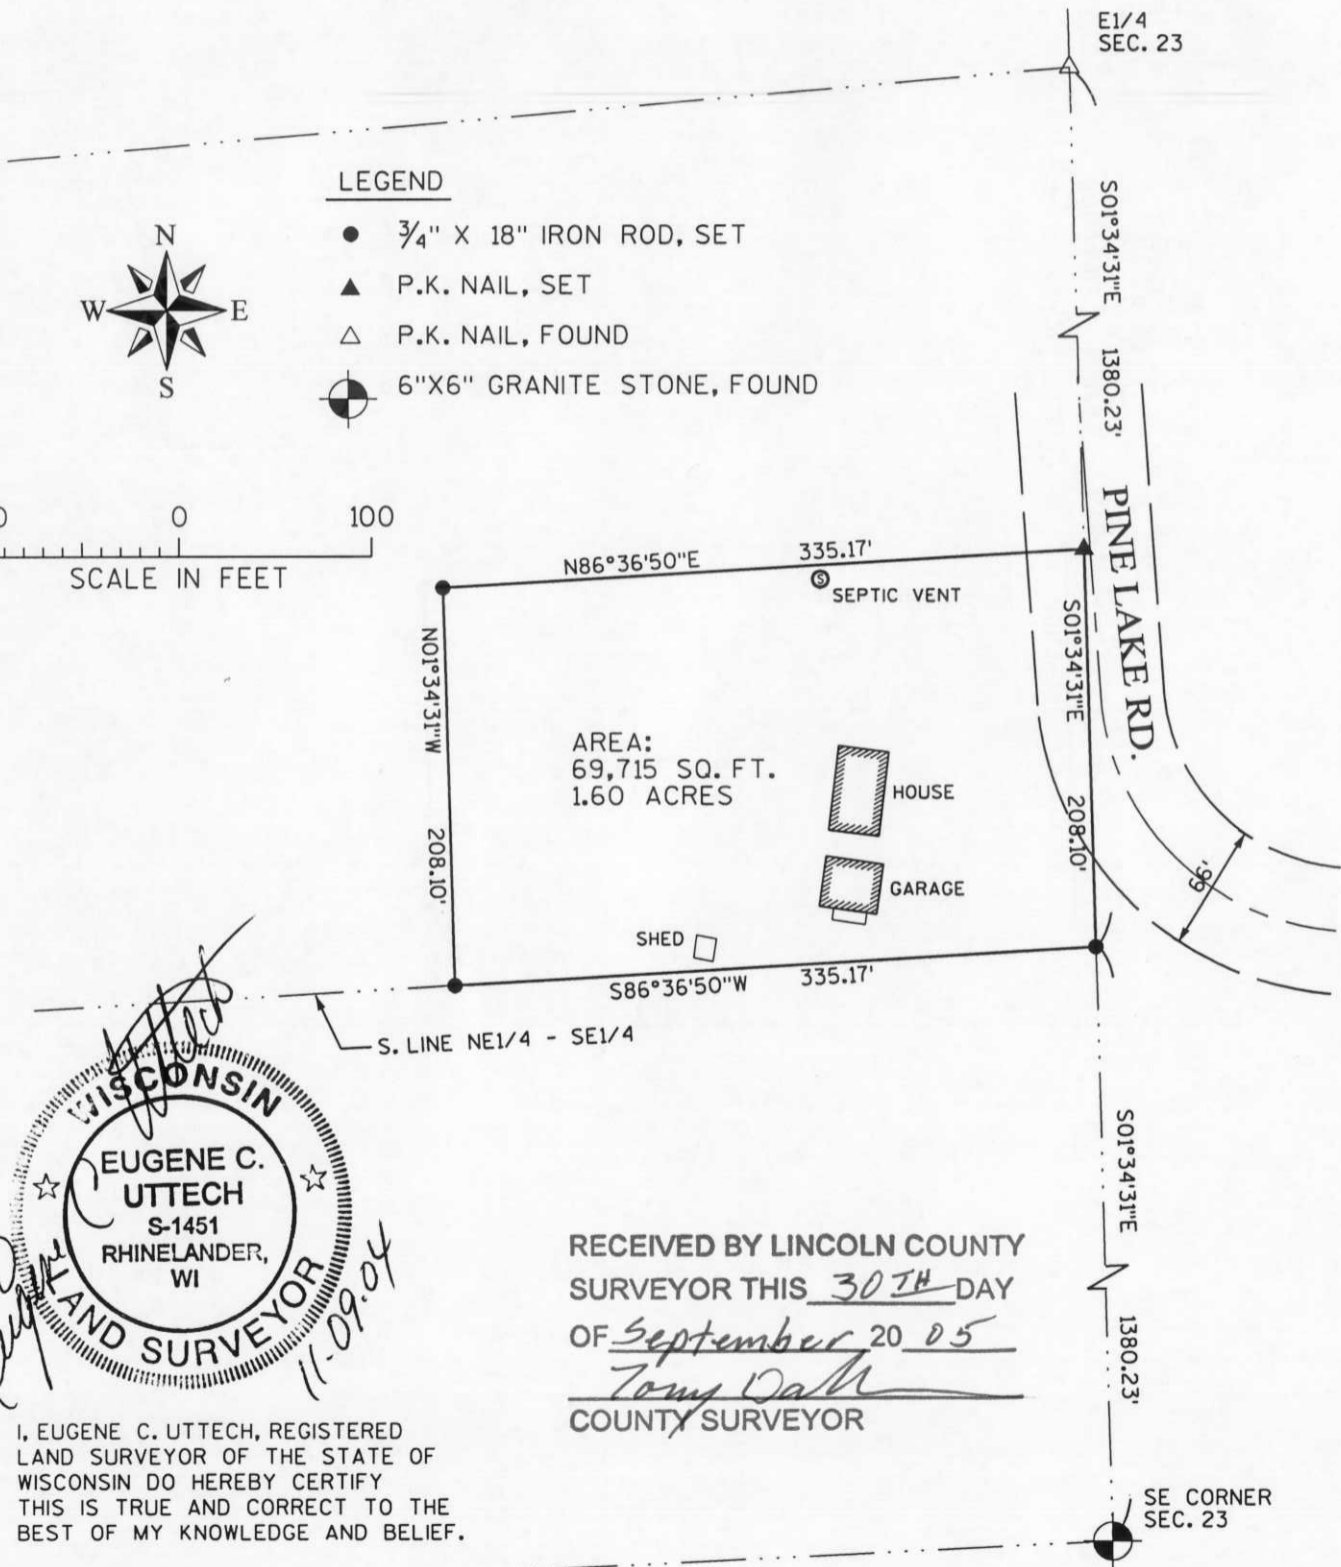 E1/4
SEC. 23
LEGEND
3/4" X 18" IRON ROD, SET
P.K. NAIL, SET
P.K. NAIL, FOUND
6"X6" GRANITE STONE, FOUND
N
W E
S
S01°34'31"E
1380.23'
0 0 100
SCALE IN FEET
PINE LAKE RD.
N86°36'50"E 335.17'
S
SEPTIC VENT
N01°34'31"W
208.10'
S01°34'31"E
208.10'
AREA:
69,715 SQ. FT.
1.60 ACRES
HOUSE
GARAGE
SHED
66'
S86°36'50"W 335.17'
S. LINE NE1/4 - SE1/4
WISCONSIN
EUGENE C.
UTTECH
S-1451
RHINELANDER,
WI
LAND SURVEYOR
11-09-04
S01°34'31"E
1380.23'
RECEIVED BY LINCOLN COUNTY
SURVEYOR THIS 30TH DAY
OF September 20 05
Tony Dall
COUNTY SURVEYOR
I, EUGENE C. UTTECH, REGISTERED
LAND SURVEYOR OF THE STATE OF
WISCONSIN DO HEREBY CERTIFY
THIS IS TRUE AND CORRECT TO THE
BEST OF MY KNOWLEDGE AND BELIEF.
SE CORNER
SEC. 23